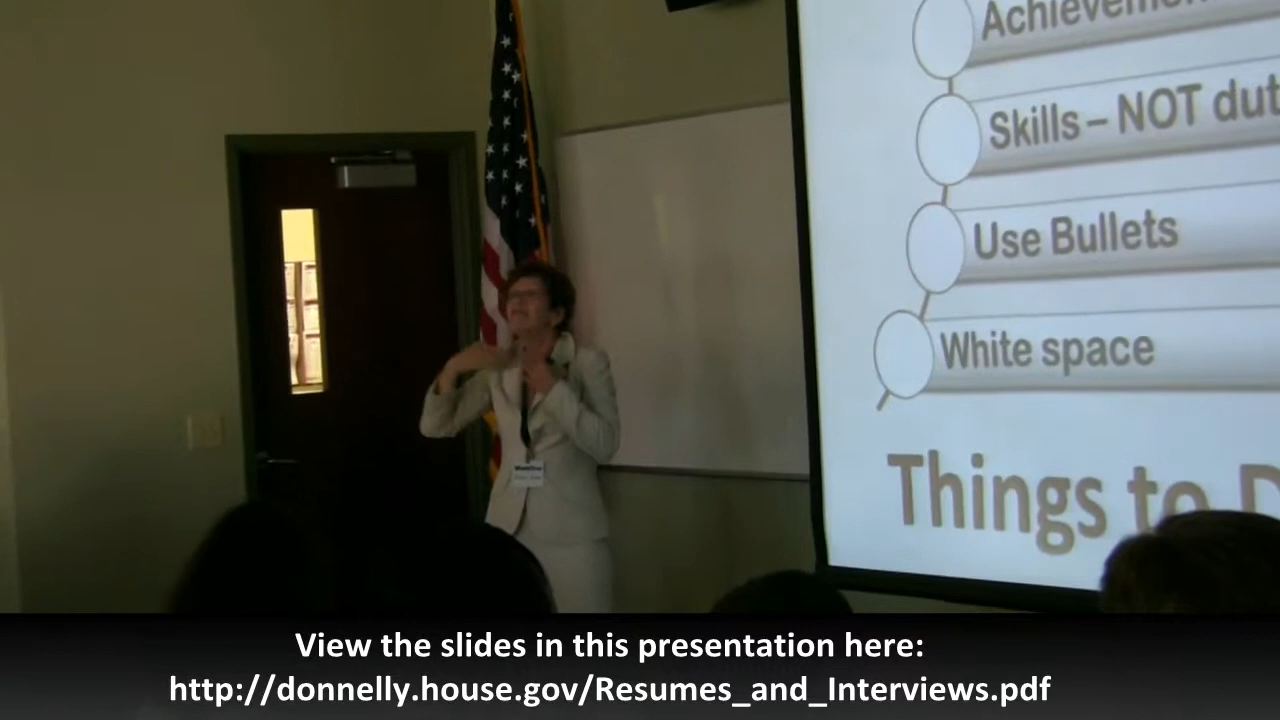 Achievemen
Skills – NOT dut
Use Bullets
White space
Things to D
View the slides in this presentation here:
http://donnelly.house.gov/Resumes_and_Interviews.pdf